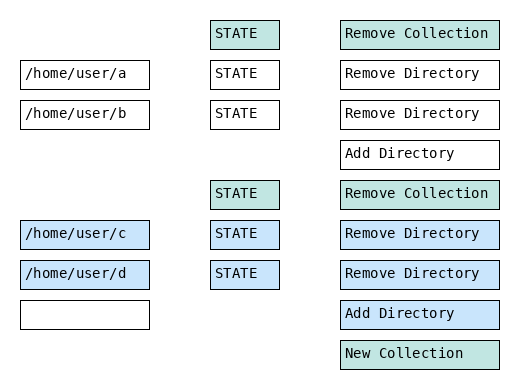 STATE Remove Collection
/home/user/a STATE Remove Directory
/home/user/b STATE Remove Directory
Add Directory
STATE Remove Collection
/home/user/c STATE Remove Directory
/home/user/d STATE Remove Directory
Add Directory
New Collection